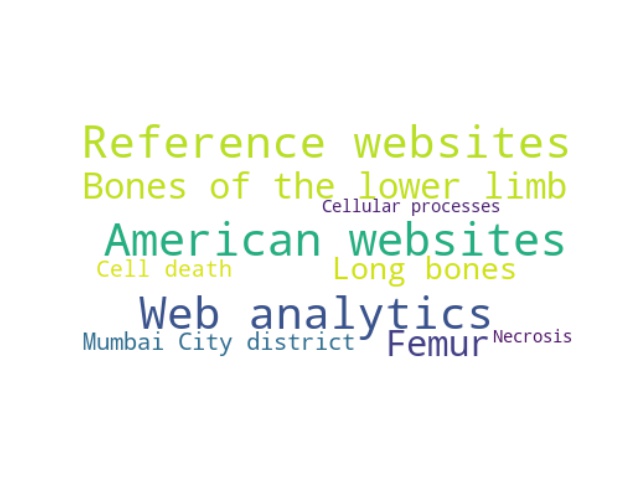 Reference websites
Bones of the lower limb
Cellular processes
American websites
Cell death
Long bones
Web analytics
Mumbai City district
Femur
Necrosis